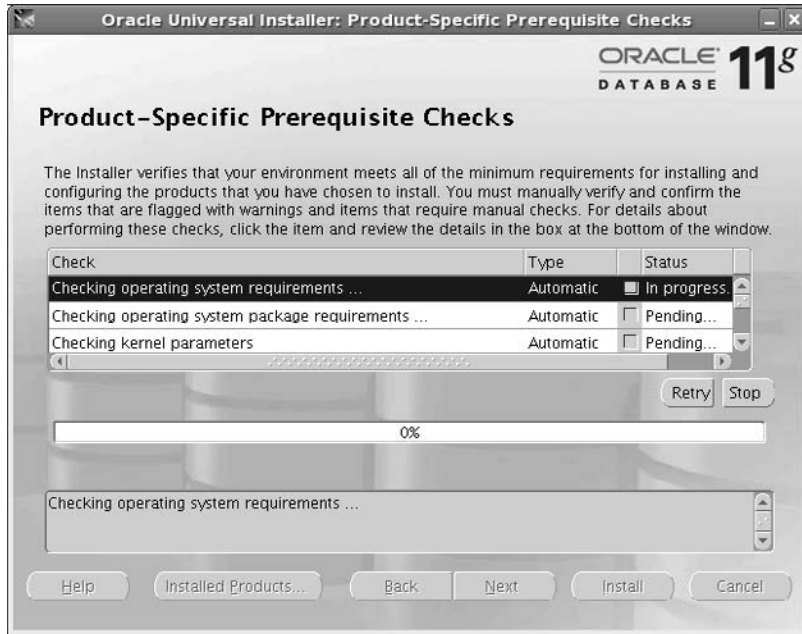 Oracle Universal Installer: Product-Specific Prerequisite Checks
ORACLE
DATABASE
11g
Product-Specific Prerequisite Checks
The Installer verifies that your environment meets all of the minimum requirements for installing and
configuring the products that you have chosen to install. You must manually verify and confirm the
items that are flagged with warnings and items that require manual checks. For details about
performing these checks, click the item and review the details in the box at the bottom of the window.
Check Type Status
Checking operating system requirements ... Automatic In progress.
Checking operating system package requirements ... Automatic Pending...
Checking kernel parameters Automatic Pending...
Retry Stop
0%
Checking operating system requirements ...
Help Installed Products... Back Next Install Cancel